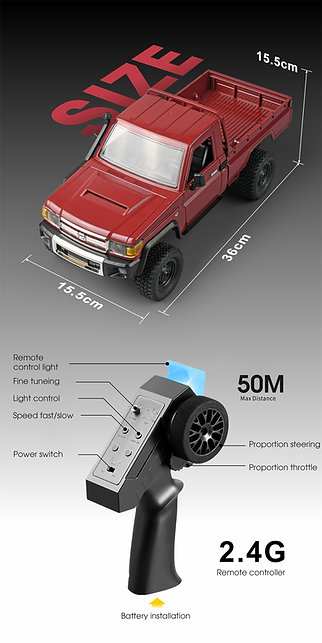 SIZE
15.5cm
36cm
15.5cm
Remote
control light
Fine tuneing
Light control
Speed fast/slow
Power switch
50M
Max Distance
Proportion steering
Proportion throttle
2.4G
Remote controller
Battery installation